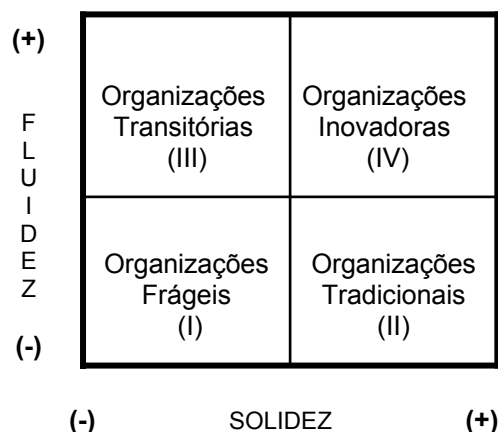 (+)
F
L
U
I
D
E
Z
(-)
Organizações
Transitórias
(III)
Organizações
Inovadoras
(IV)
Organizações
Frágeis
(I)
Organizações
Tradicionais
(II)
(-) SOLIDEZ (+)